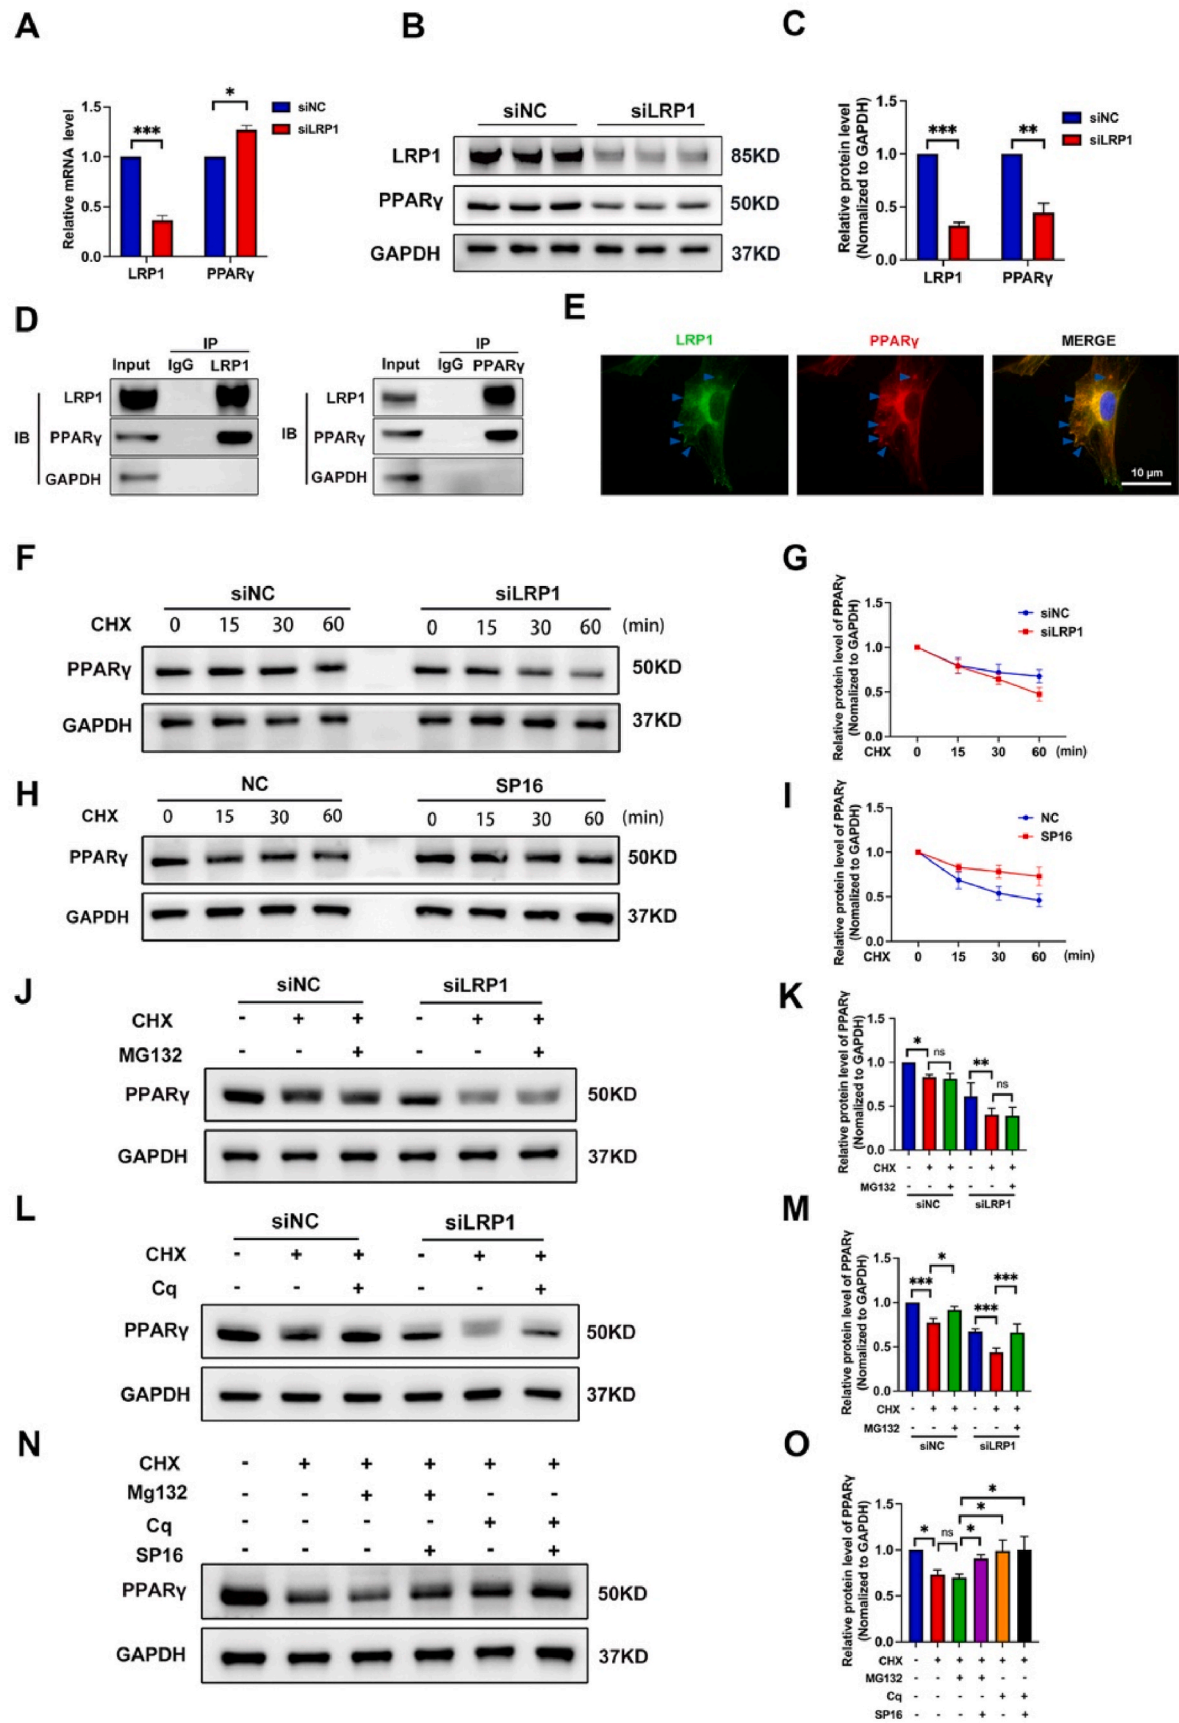 A
B
C
Relative mRNA level
1.5
1.0
0.5
0.0
***
*
LRP1
PPARγ
siNC
siLRP1
siNC
siLRP1
LRP1
85KD
PPARγ
50KD
GAPDH
37KD
Relative protein level
(Nomalized to GAPDH)
1.5
1.0
0.5
0.0
***
**
LRP1
PPARγ
siNC
siLRP1
D
E
IP
Input IgG LRP1
IB
LRP1
PPARγ
GAPDH
IP
Input IgG PPARγ
IB
LRP1
PPARγ
GAPDH
LRP1
PPARγ
MERGE
10 μm
F
siNC
siLRP1
CHX 0 15 30 60 0 15 30 60 (min)
PPARγ
50KD
GAPDH
37KD
G
Relative protein level of PPARγ
(Nomalized to GAPDH)
1.5
1.0
0.5
0.0
siNC
siLRP1
CHX 0 15 30 60 (min)
H
NC
SP16
CHX 0 15 30 60 0 15 30 60 (min)
PPARγ
50KD
GAPDH
37KD
I
Relative protein level of PPARγ
(Nomalized to GAPDH)
1.5
1.0
0.5
0.0
NC
SP16
CHX 0 15 30 60 (min)
J
siNC
siLRP1
CHX - + + - + +
MG132 - - + - - +
PPARγ
50KD
GAPDH
37KD
K
Relative protein level of PPARγ
(Nomalized to GAPDH)
1.5
1.0
0.5
0.0
*
ns
**
ns
CHX - + + - + +
MG132 - - + - - +
siNC
siLRP1
L
siNC
siLRP1
CHX - + + - + +
Cq - - + - - +
PPARγ
50KD
GAPDH
37KD
M
Relative protein level of PPARγ
(Nomalized to GAPDH)
1.5
1.0
0.5
0.0
***
*
***
***
CHX - + + - + +
MG132 - - + - - +
siNC
siLRP1
N
CHX - + + + + +
Mg132 - - + + - -
Cq - - - - + +
SP16 - - - + - +
PPARγ
50KD
GAPDH
37KD
O
Relative protein level of PPARγ
(Nomalized to GAPDH)
1.5
1.0
0.5
0.0
*
ns
*
*
*
CHX - + + + + +
MG132 - - + + - -
Cq - - - - + +
SP16 - - - + - +